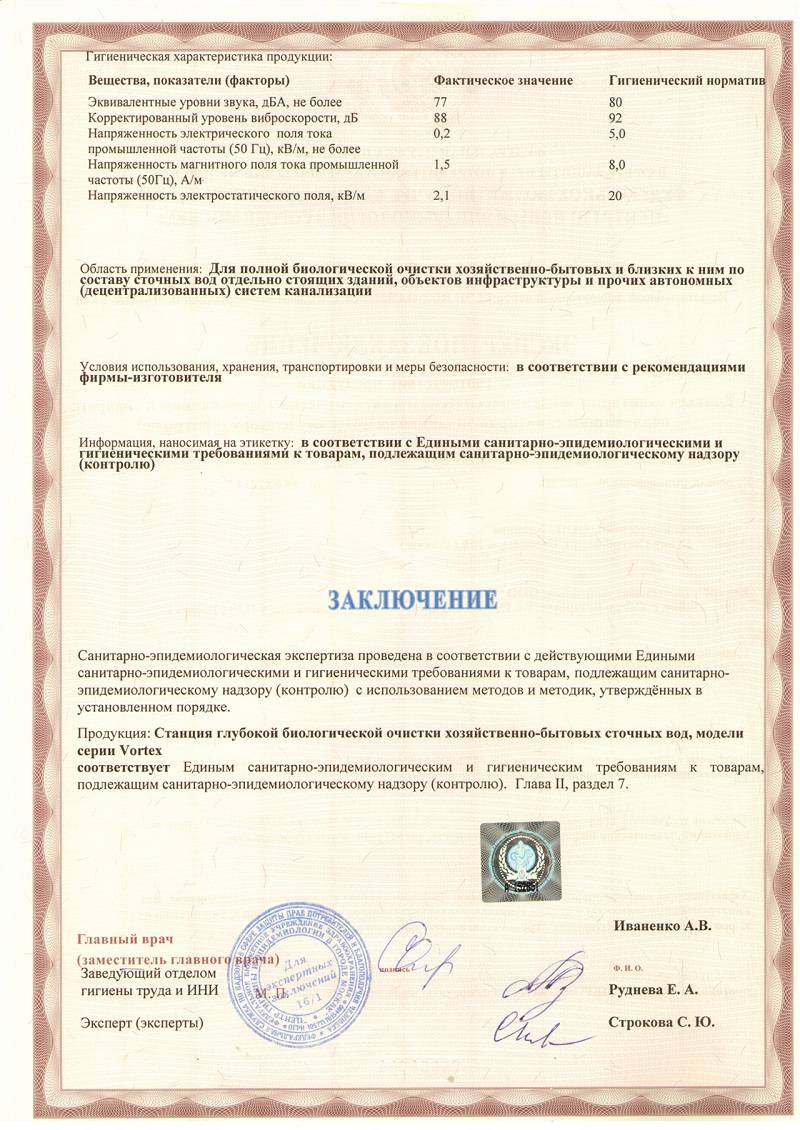 Гигиеническая характеристика продукции:
Вещества, показатели (факторы) Фактическое значение Гигиенический норматив
Эквивалентные уровни звука, дБА, не более 77 80
Корректированный уровень виброскорости, дБ 88 92
Напряженность электрического поля тока 0,2 5,0
промышленной частоты (50 Гц), кВ/м, не более
Напряженность магнитного поля тока промышленной 1,5 8,0
частоты (50Гц), А/м
Напряженность электростатического поля, кВ/м 2,1 20
Область применения: Для полной биологической очистки хозяйственно-бытовых и близких к ним по
составу сточных вод отдельно стоящих зданий, объектов инфраструктуры и прочих автономных
(децентрализованных) систем канализации
Условия использования, хранения, транспортировки и меры безопасности: в соответствии с рекомендациями
фирмы-изготовителя
Информация, наносимая на этикетку: в соответствии с Едиными санитарно-эпидемиологическими и
гигиеническими требованиями к товарам, подлежащим санитарно-эпидемиологическому надзору
(контролю)
ЗАКЛЮЧЕНИЕ
Санитарно-эпидемиологическая экспертиза проведена в соответствии с действующими Едиными
санитарно-эпидемиологическими и гигиеническими требованиями к товарам, подлежащим санитарно-
эпидемиологическому надзору (контролю) с использованием методов и методик, утверждённых в
установленном порядке.
Продукция: Станция глубокой биологической очистки хозяйственно-бытовых сточных вод, модели
серии Vortex
соответствует Единым санитарно-эпидемиологическим и гигиеническим требованиям к товарам,
подлежащим санитарно-эпидемиологическому надзору (контролю). Глава II, раздел 7.
Иваненко А.В.
Главный врач
(заместитель главного врача)
подпись Ф. И. О.
Заведующий отделом
гигиены труда и ИНИ
М. П.
Руднева Е. А.
Эксперт (эксперты) Строкова С. Ю.
Для
экспертных
заключений
16/1